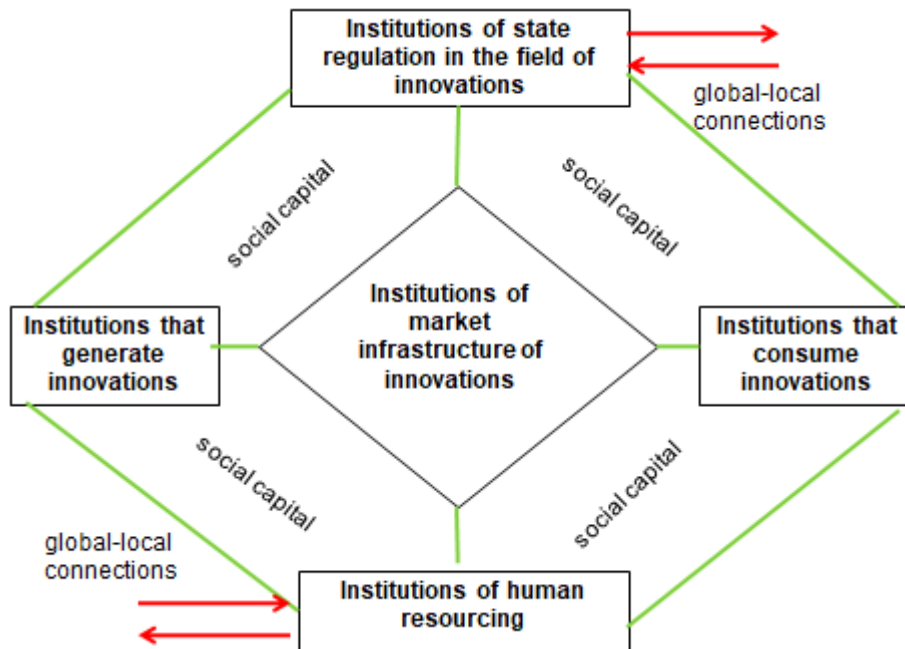 Institutions of state
regulation in the field of
innovations
global-local
connections
social capital
social capital
Institutions of
market
infrastructure of
innovations
Institutions that
generate
innovations
Institutions that
consume
innovations
social capital
social capital
global-local
connections
Institutions of human
resourcing